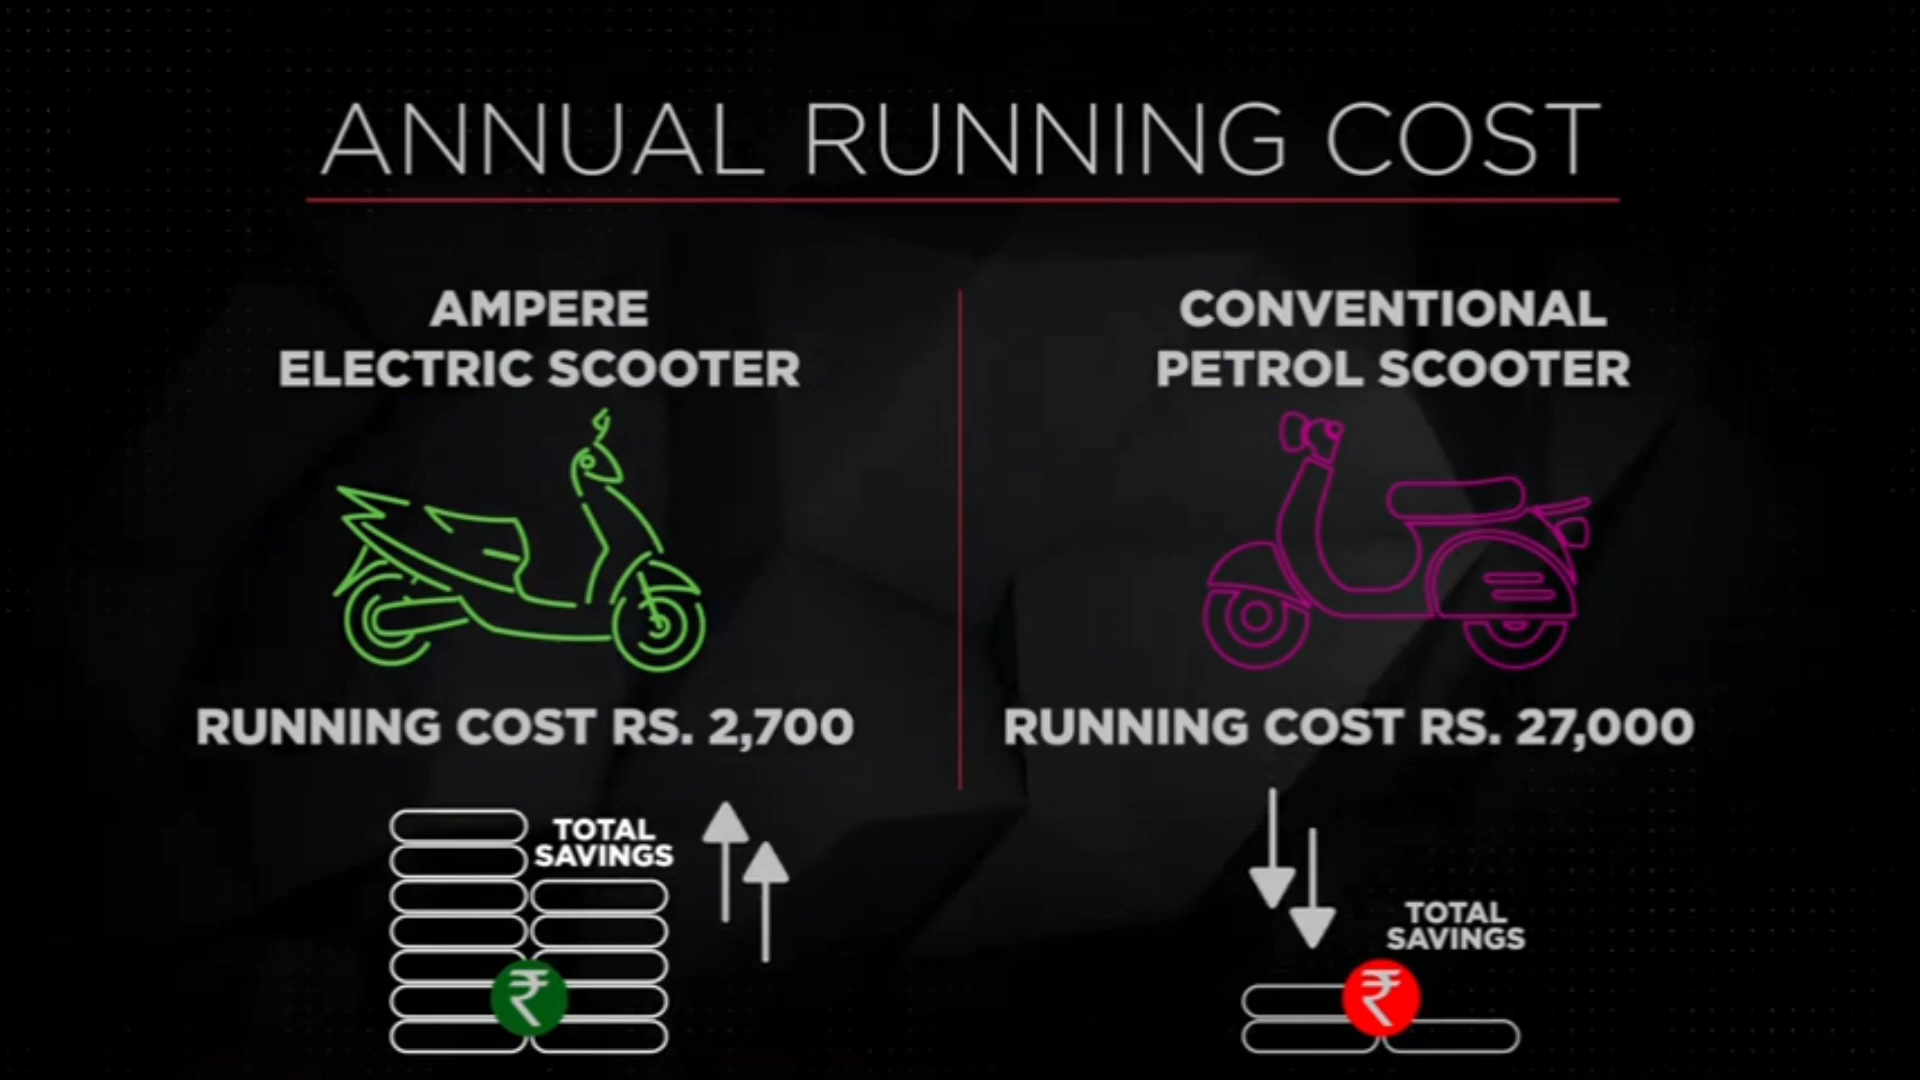 ANNUAL RUNNING COST
AMPERE
ELECTRIC SCOOTER
RUNNING COST RS. 2,700
TOTAL
SAVINGS
₹
CONVENTIONAL
PETROL SCOOTER
RUNNING COST RS. 27,000
TOTAL
SAVINGS
₹